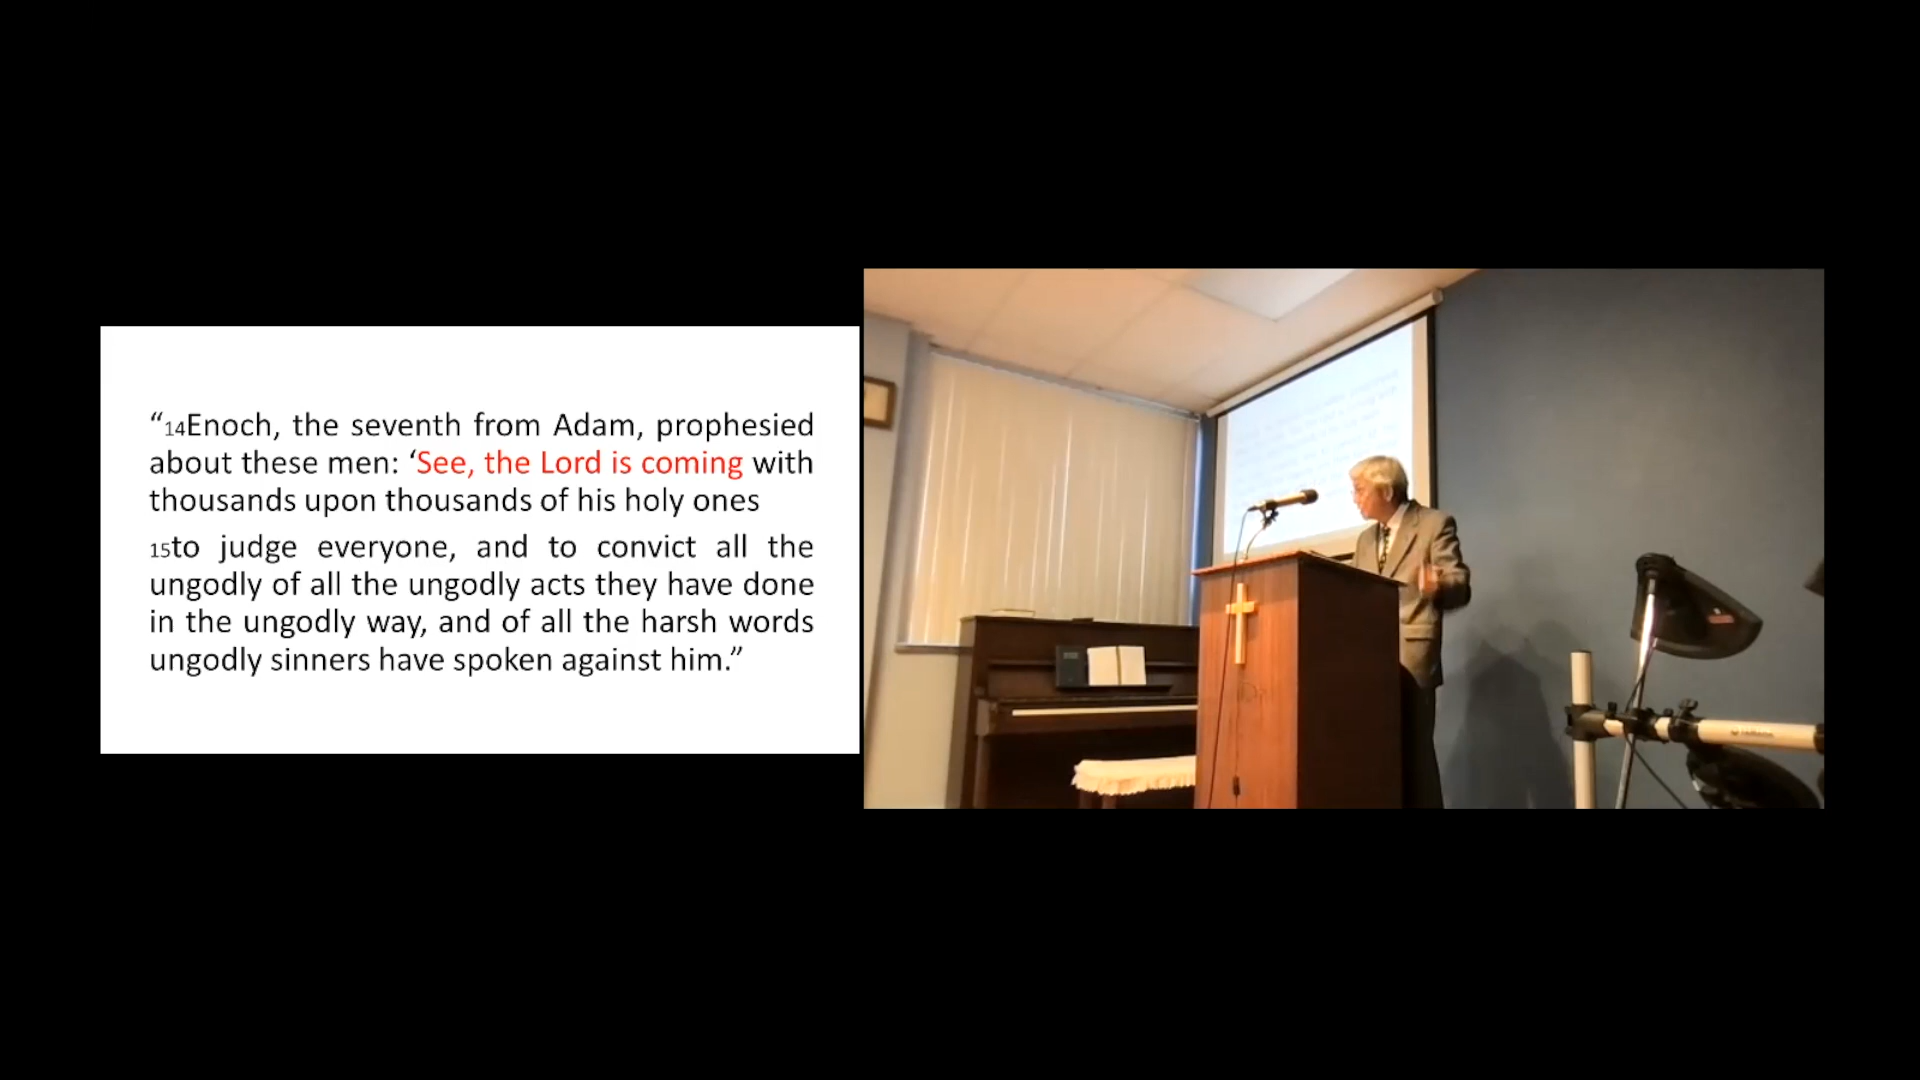 “14Enoch, the seventh from Adam, prophesied
about these men: ‘See, the Lord is coming with
thousands upon thousands of his holy ones
15to judge everyone, and to convict all the
ungodly of all the ungodly acts they have done
in the ungodly way, and of all the harsh words
ungodly sinners have spoken against him.”